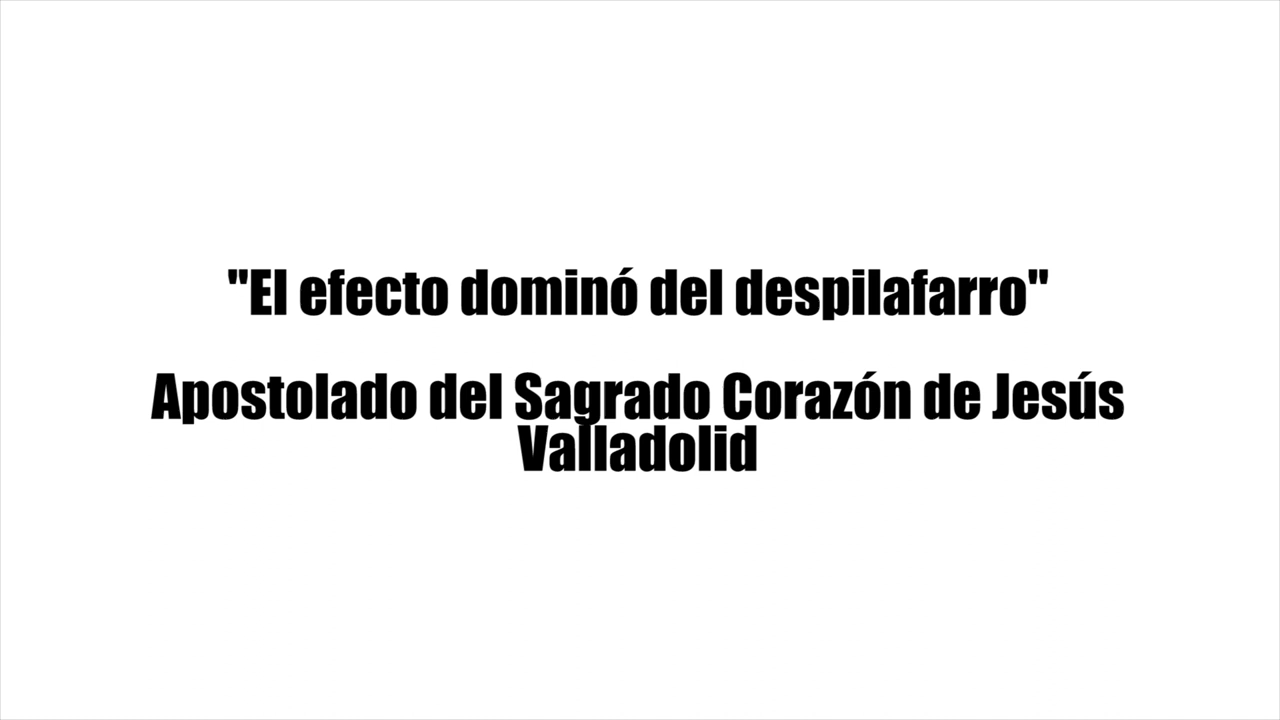 "El efecto dominó del despilafarro"
Apostolado del Sagrado Corazón de Jesús
Valladolid